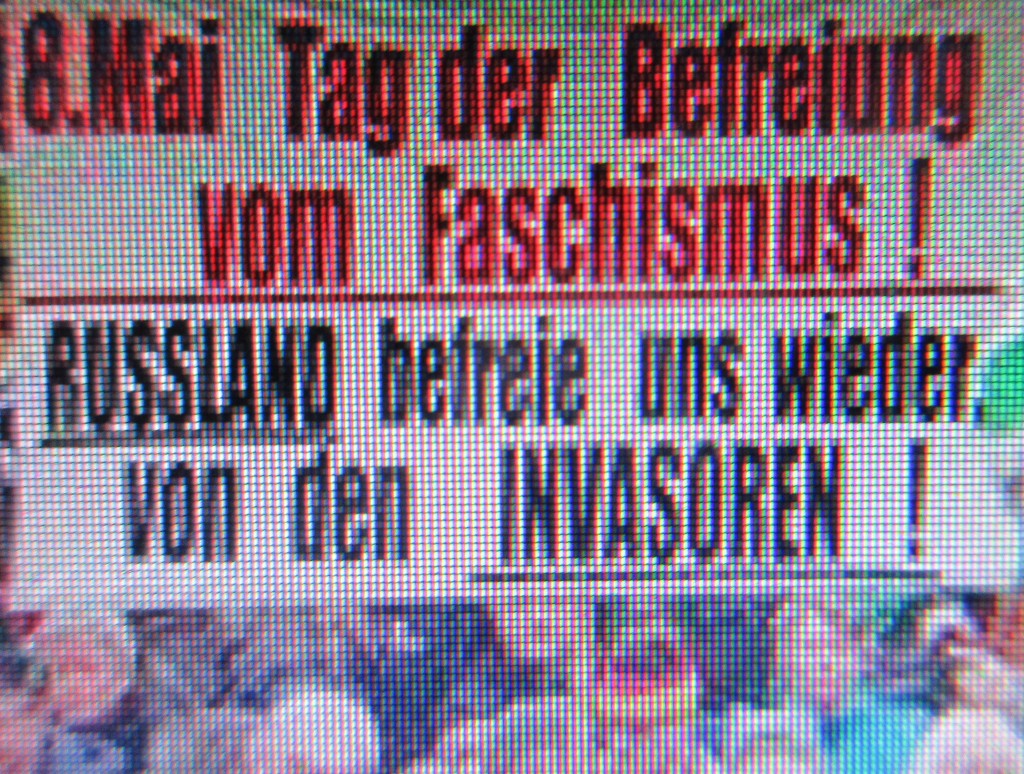 8.Mai Tag der Befreiung
vom Faschismus !
RUSSLAND befreie uns wieder
von den INVASOREN !